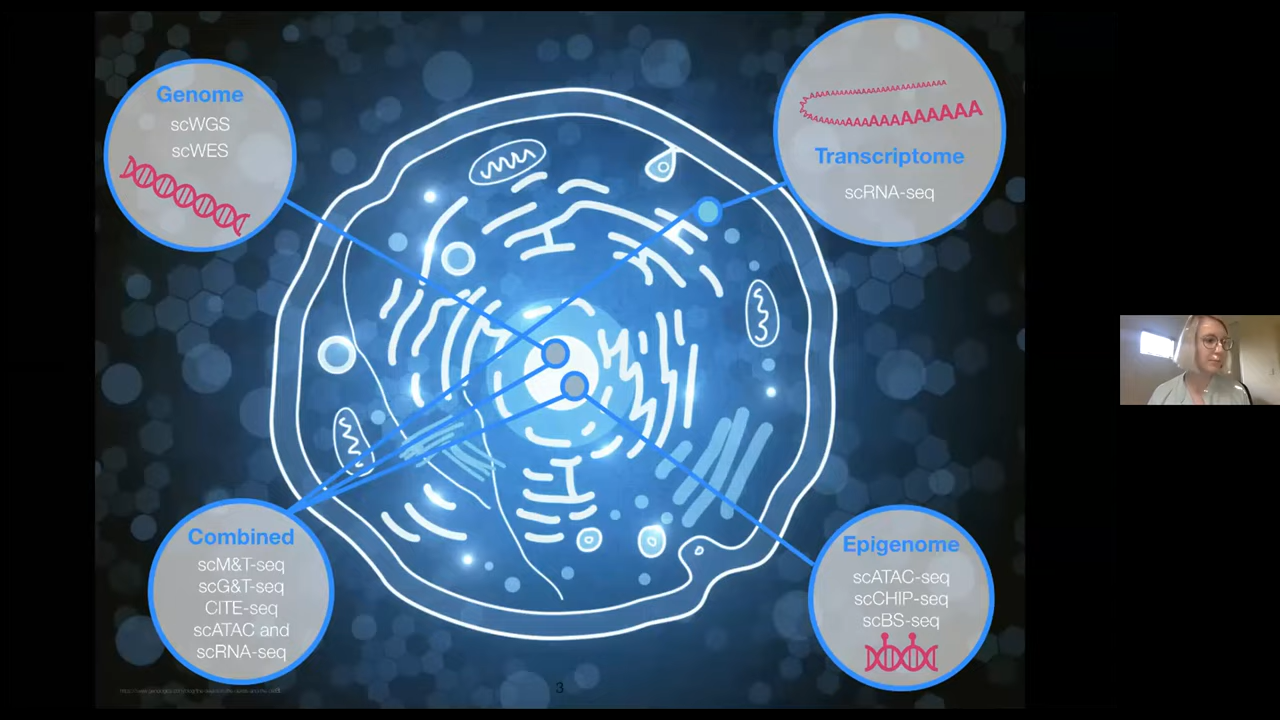 Genome
scWGS
scWES
AAAAAAA
Transcriptome
scRNA-seq
Combined
scM&T-seq
scG&T-seq
CITE-seq
scATAC and
scRNA-seq
Epigenome
scATAC-seq
scCHIP-seq
scBS-seq
3